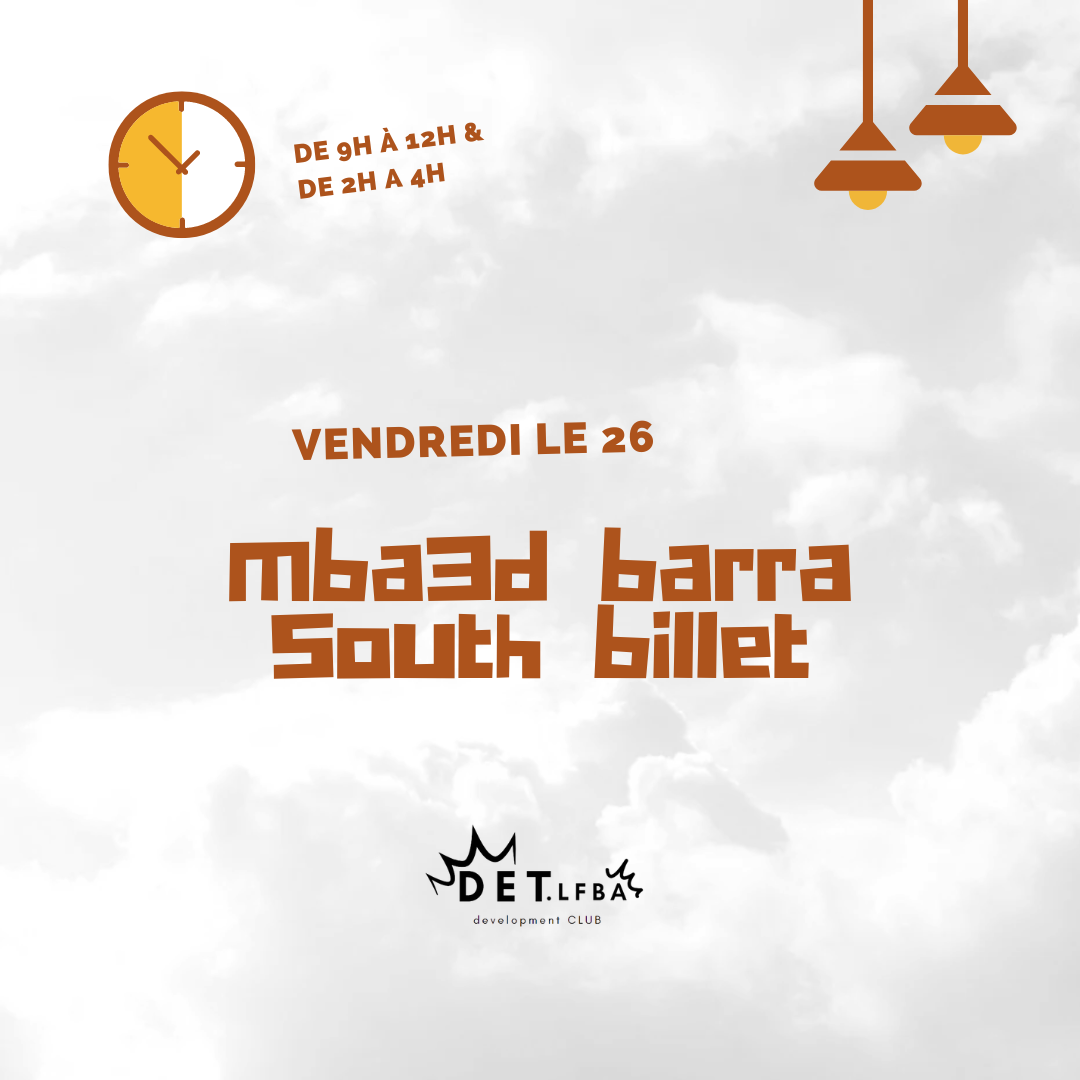 DE 9H À 12H &
DE 2H A 4H
VENDREDI LE 26
mba3d barra
South billet
DET.LFBA
development CLUB